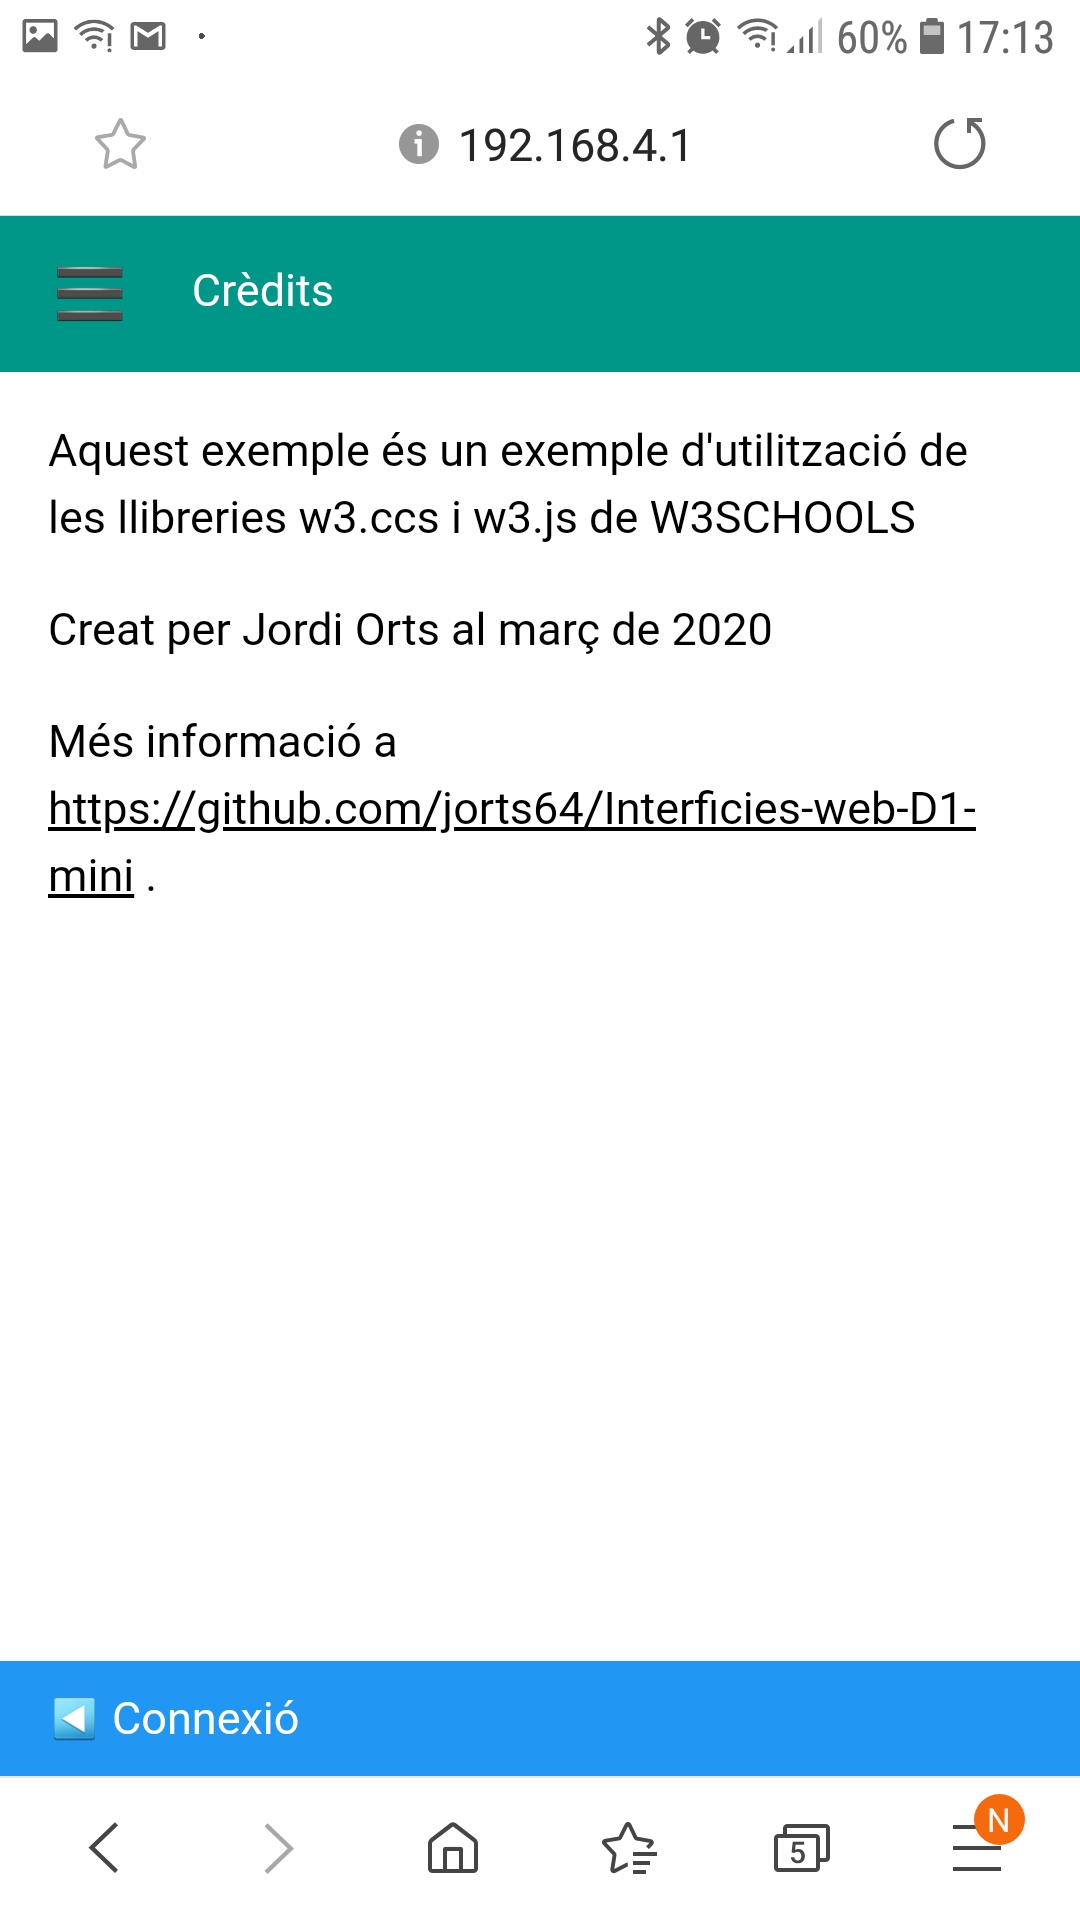 60% 17:13
192.168.4.1
Crèdits
Aquest exemple és un exemple d'utilització de
les llibreries w3.ccs i w3.js de W3SCHOOLS
Creat per Jordi Orts al març de 2020
Més informació a
https://github.com/jorts64/Interficies-web-D1-
mini .
Connexió
5
N